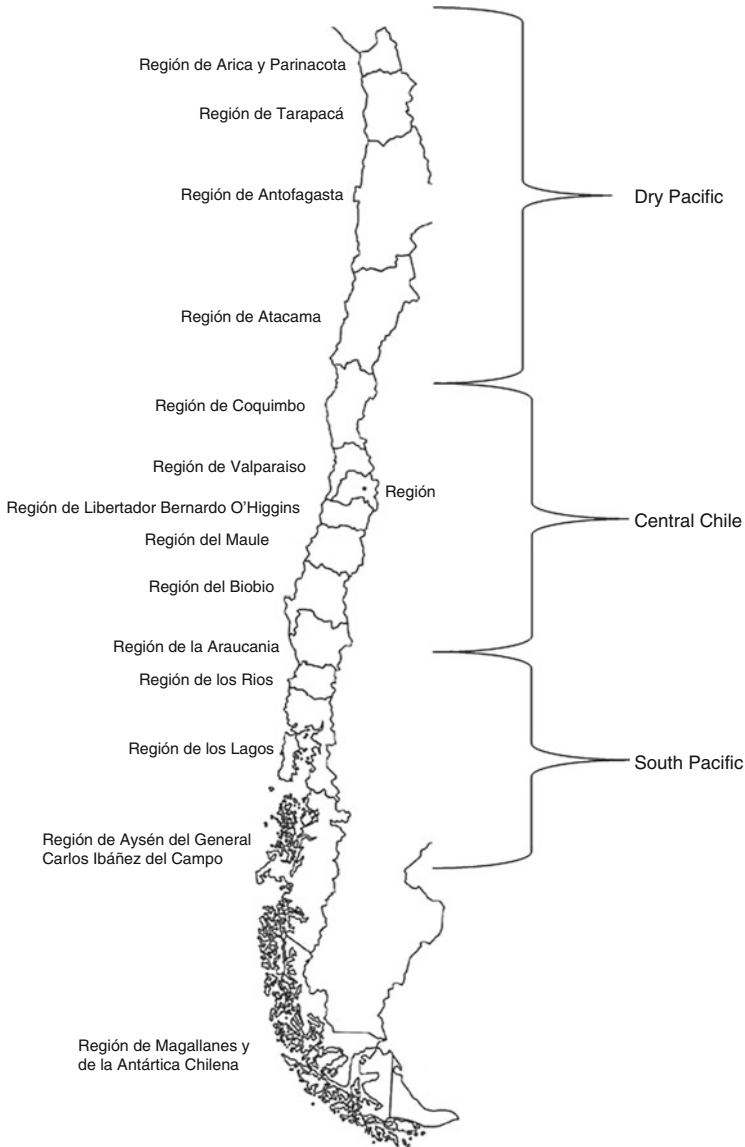 Región de Arica y Parinacota
Región de Tarapacá
Región de Antofagasta
Dry Pacific
Región de Atacama
Región de Coquimbo
Región de Valparaiso
Región
Región de Libertador Bernardo O'Higgins
Central Chile
Región del Maule
Región del Biobio
Región de la Araucania
Región de los Rios
Región de los Lagos
South Pacific
Región de Aysén del General
Carlos Ibáñez del Campo
Región de Magallanes y
de la Antártica Chilena